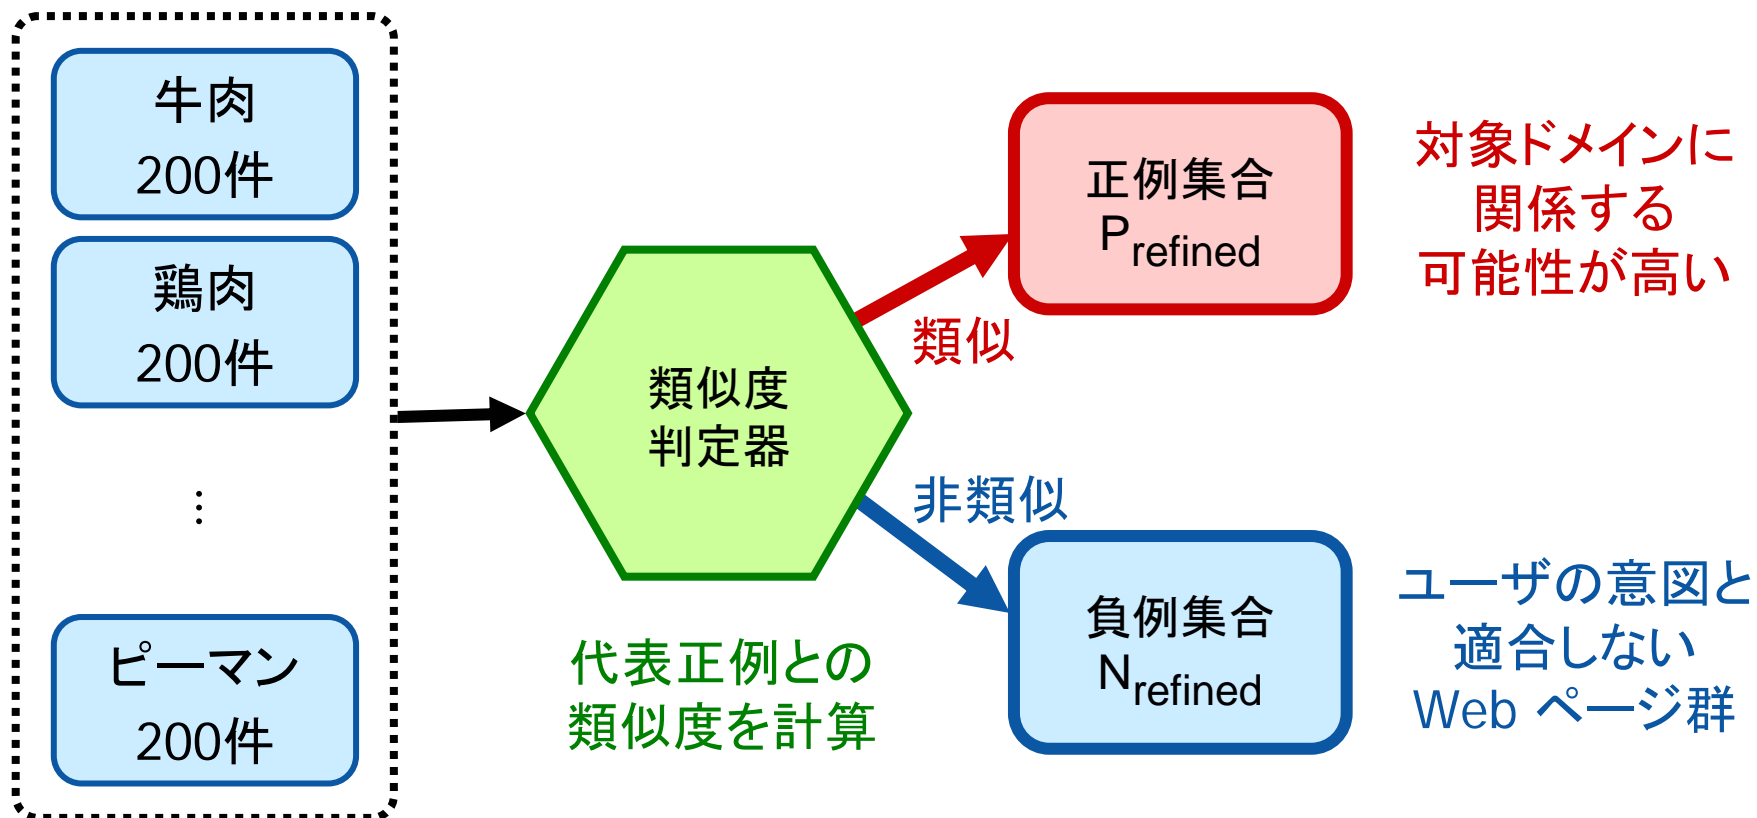 牛肉
200件
鶏肉
200件
…
ピーマン
200件
類似度
判定器
代表正例との
類似度を計算
類似
非類似
正例集合
Prefined
対象ドメインに
関係する
可能性が高い
負例集合
Nrefined
ユーザの意図と
適合しない
Web ページ群